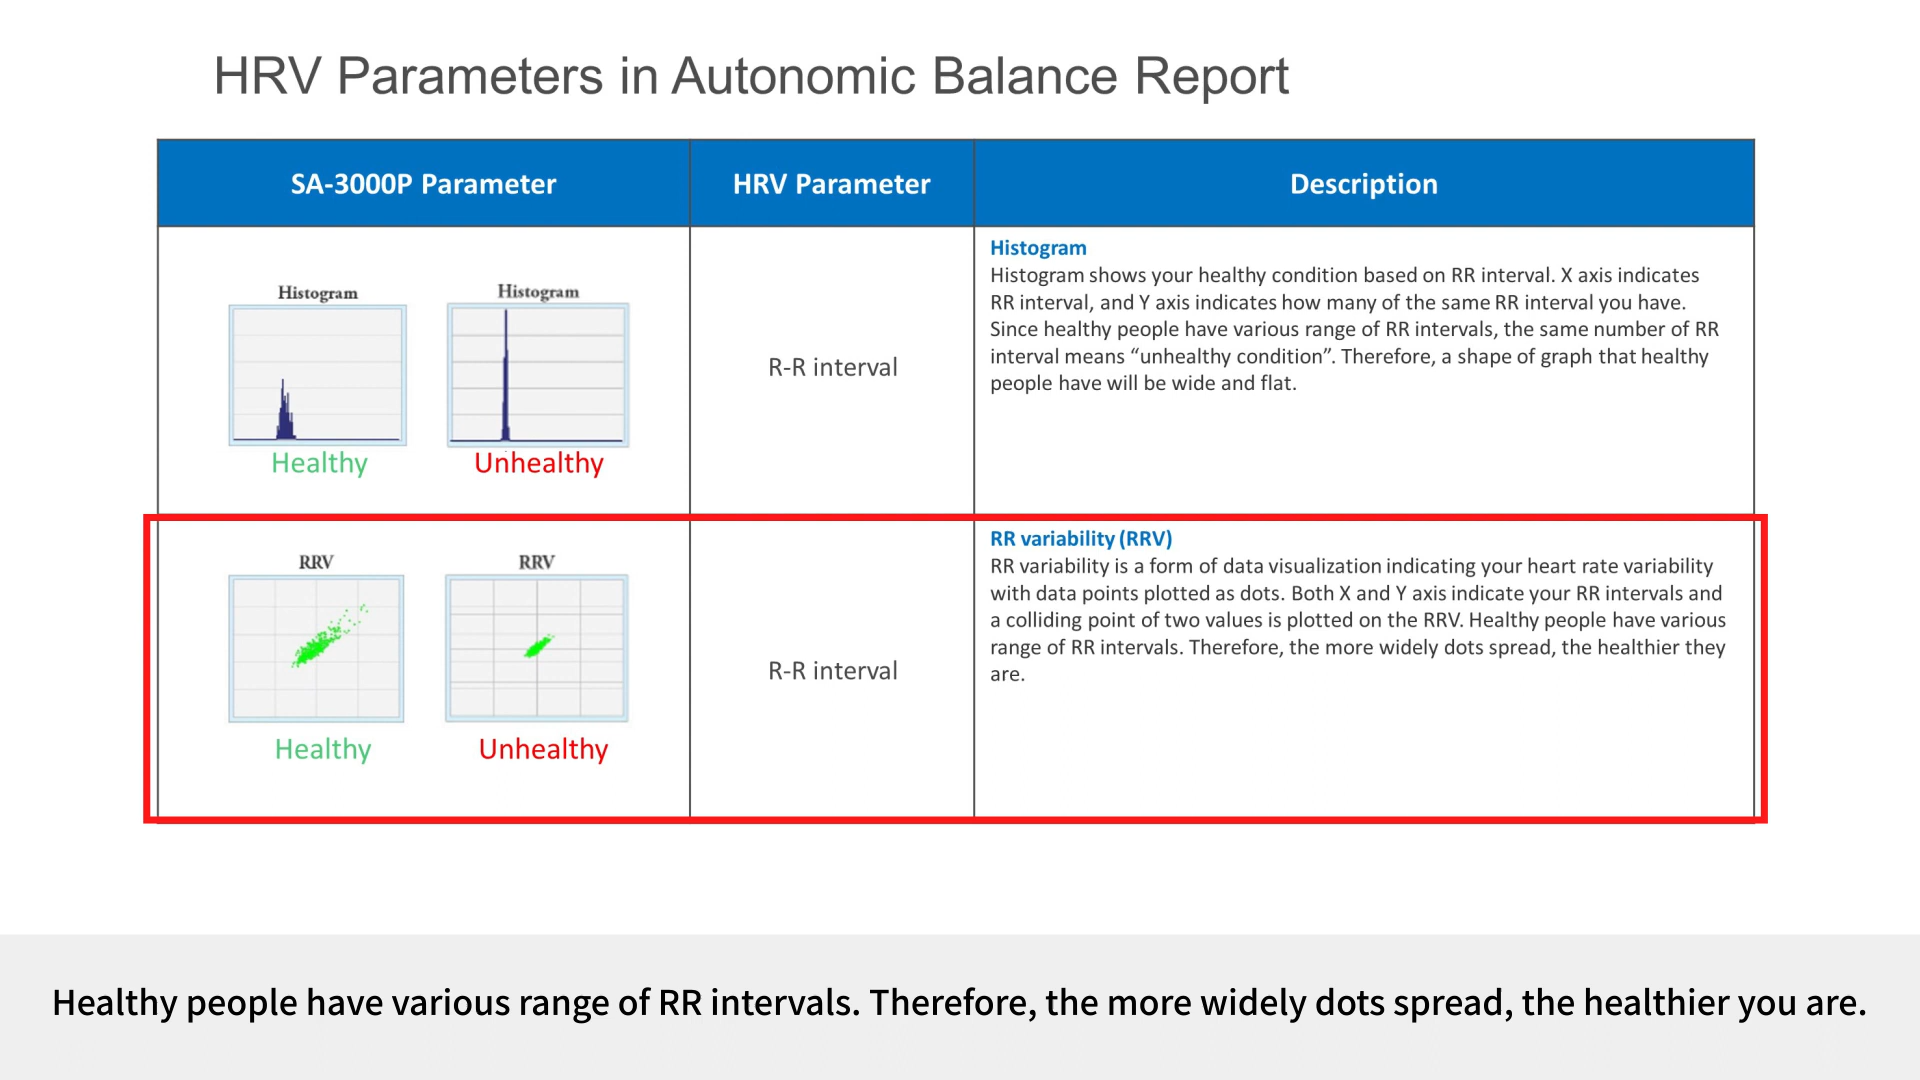 HRV Parameters in Autonomic Balance Report
SA-3000P Parameter
HRV Parameter
Description
Histogram
Histogram
Healthy
Unhealthy
R-R interval
Histogram
Histogram shows your healthy condition based on RR interval. X axis indicates
RR interval, and Y axis indicates how many of the same RR interval you have.
Since healthy people have various range of RR intervals, the same number of RR
interval means “unhealthy condition”. Therefore, a shape of graph that healthy
people have will be wide and flat.
RRV
RRV
Healthy
Unhealthy
R-R interval
RR variability (RRV)
RR variability is a form of data visualization indicating your heart rate variability
with data points plotted as dots. Both X and Y axis indicate your RR intervals and
a colliding point of two values is plotted on the RRV. Healthy people have various
range of RR intervals. Therefore, the more widely dots spread, the healthier they
are.
Healthy people have various range of RR intervals. Therefore, the more widely dots spread, the healthier you are.